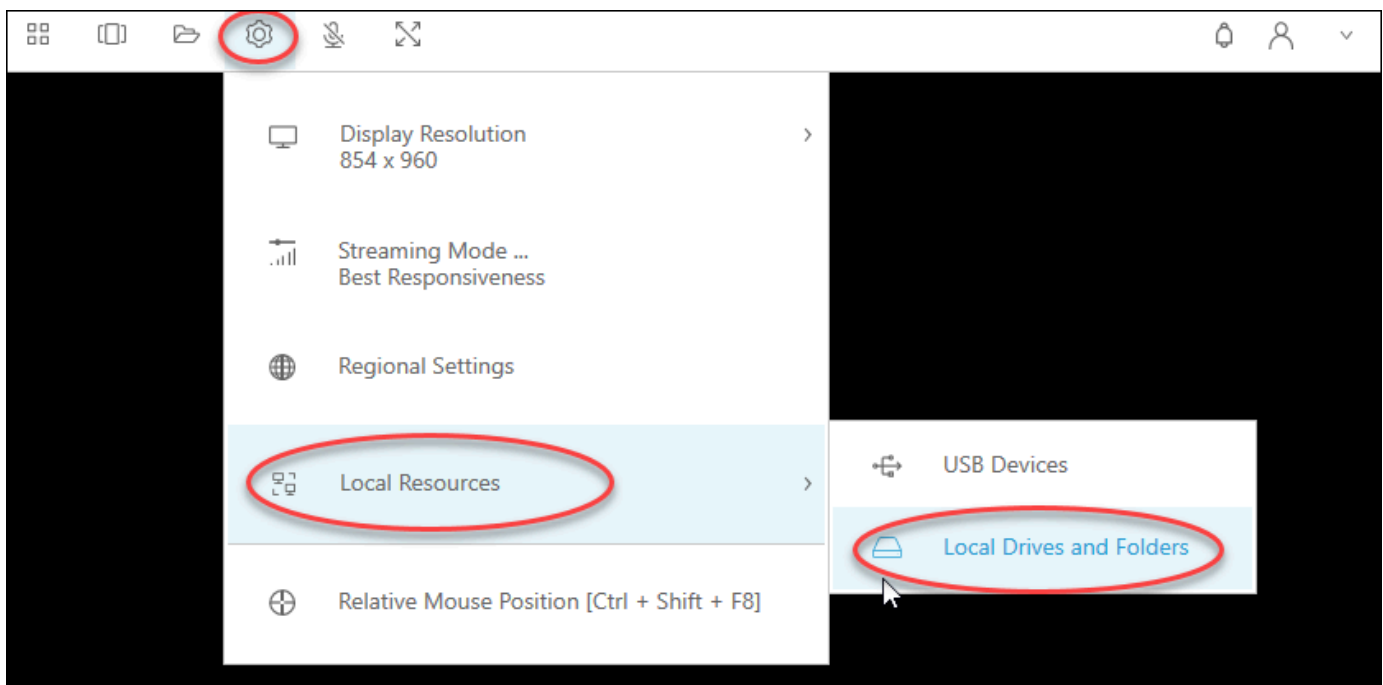 Display Resolution
854 x 960
Streaming Mode ...
Best Responsiveness
Regional Settings
Local Resources
USB Devices
Local Drives and Folders
Relative Mouse Position [Ctrl + Shift + F8]